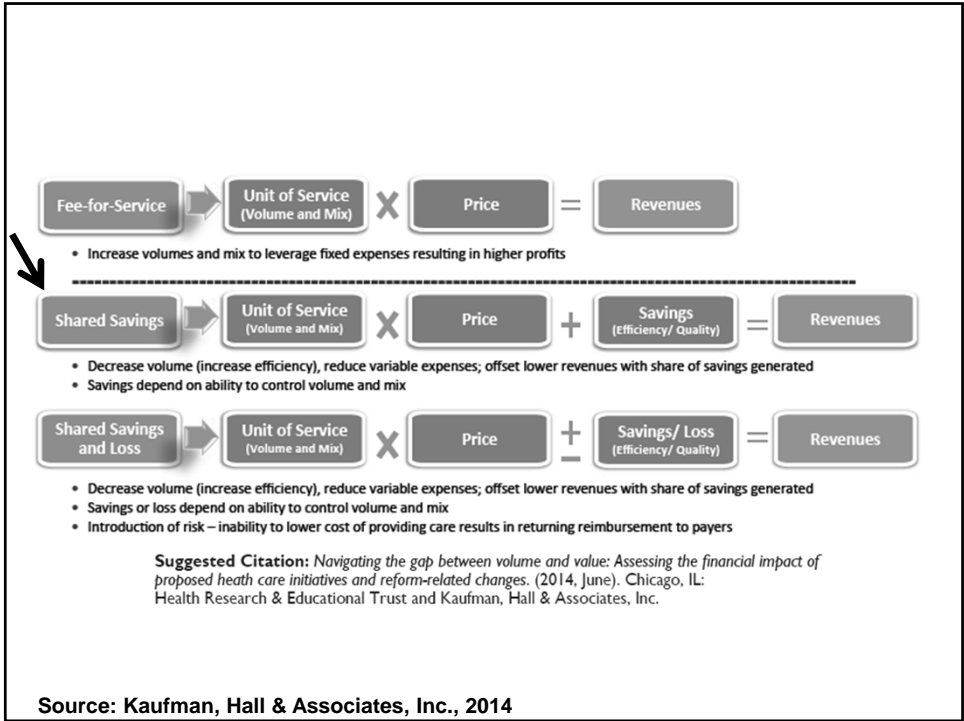 Fee-for-Service
Unit of Service
(Volume and Mix)
X
Price
=
Revenues
• Increase volumes and mix to leverage fixed expenses resulting in higher profits
Shared Savings
Unit of Service
(Volume and Mix)
X
Price
+
Savings
(Efficiency/ Quality)
=
Revenues
• Decrease volume (increase efficiency), reduce variable expenses; offset lower revenues with share of savings generated
• Savings depend on ability to control volume and mix
Shared Savings
and Loss
Unit of Service
(Volume and Mix)
X
Price
+
−
Savings/ Loss
(Efficiency/ Quality)
=
Revenues
• Decrease volume (increase efficiency), reduce variable expenses; offset lower revenues with share of savings generated
• Savings or loss depend on ability to control volume and mix
• Introduction of risk – inability to lower cost of providing care results in returning reimbursement to payers
Suggested Citation: Navigating the gap between volume and value: Assessing the financial impact of
proposed heath care initiatives and reform-related changes. (2014, June). Chicago, IL:
Health Research & Educational Trust and Kaufman, Hall & Associates, Inc.
Source: Kaufman, Hall & Associates, Inc., 2014